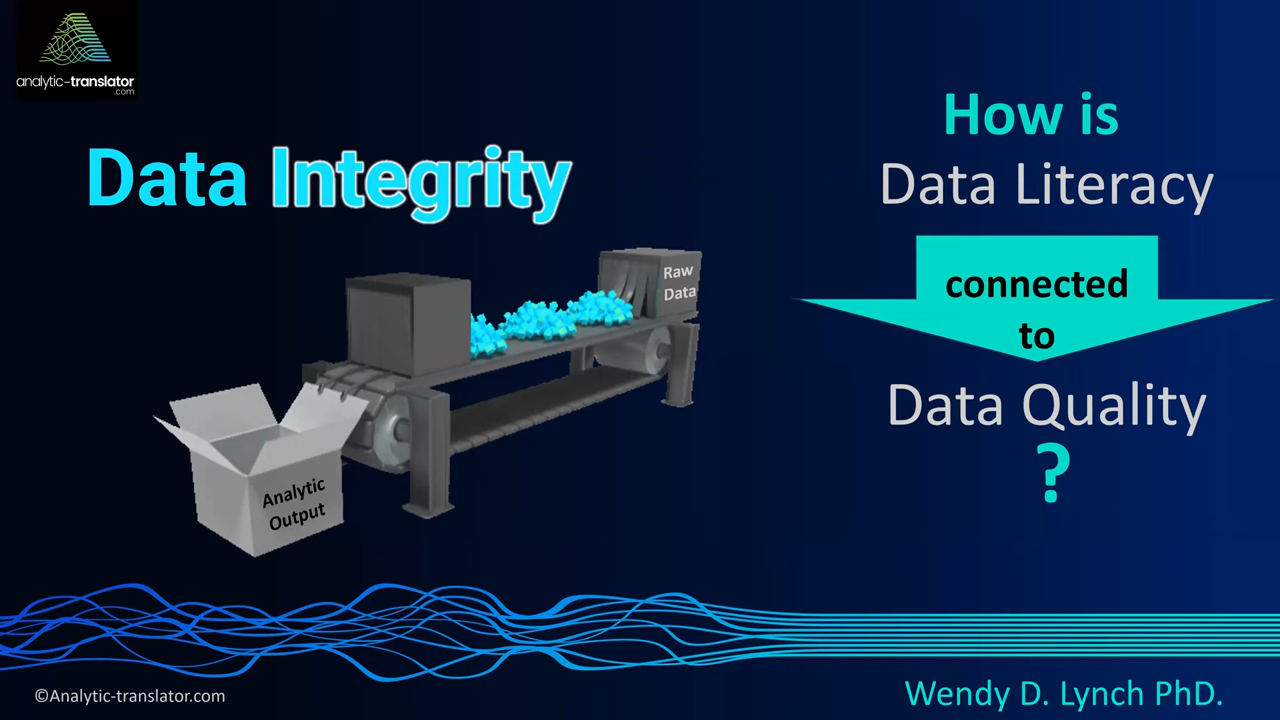 analytic-translator
.com
Data Integrity
Raw
Data
Analytic
Output
How is
Data Literacy
connected
to
Data Quality
?
©Analytic-translator.com
Wendy D. Lynch PhD.